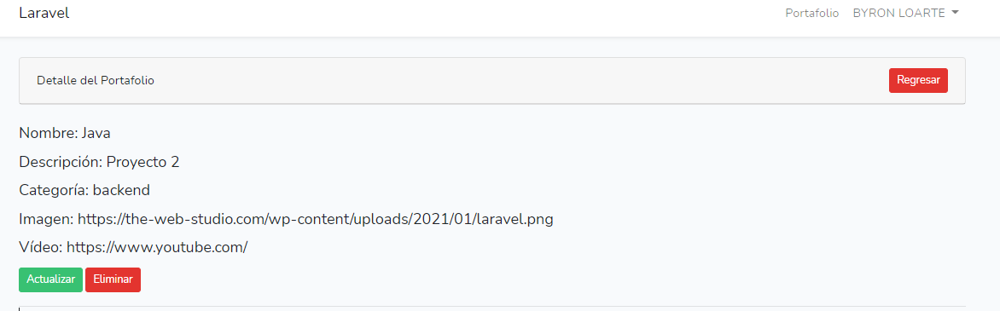 Laravel Portafolio BYRON LOARTE
Detalle del Portafolio Regresar
Nombre: Java
Descripción: Proyecto 2
Categoría: backend
Imagen: https://the-web-studio.com/wp-content/uploads/2021/01/laravel.png
Vídeo: https://www.youtube.com/
Actualizar Eliminar